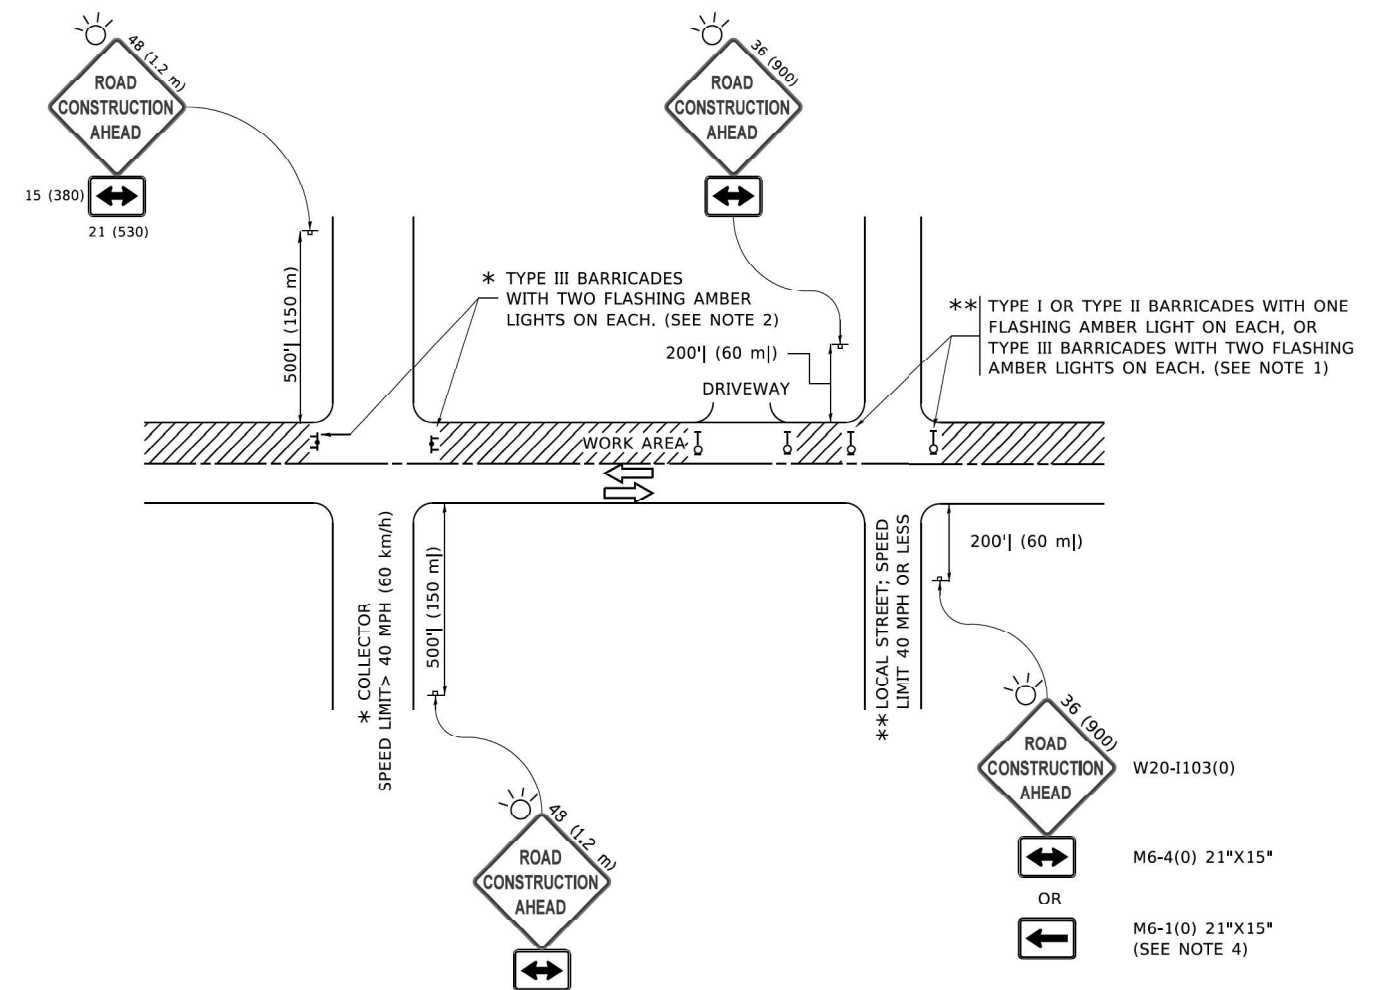 48 (1.2 m)
ROAD
CONSTRUCTION
AHEAD
15 (380)
21 (530)
36 (900)
ROAD
CONSTRUCTION
AHEAD
500'| (150 m)
* TYPE III BARRICADES
WITH TWO FLASHING AMBER
LIGHTS ON EACH. (SEE NOTE 2)
200'| (60 m|)
DRIVEWAY
** TYPE I OR TYPE II BARRICADES WITH ONE
FLASHING AMBER LIGHT ON EACH, OR
TYPE III BARRICADES WITH TWO FLASHING
AMBER LIGHTS ON EACH. (SEE NOTE 1)
WORK AREA
* COLLECTOR
SPEED LIMIT> 40 MPH (60 km/h)
500'| (150 m|)
**LOCAL STREET; SPEED
LIMIT 40 MPH OR LESS
200'| (60 m|)
48 (1.2 m)
ROAD
CONSTRUCTION
AHEAD
36 (900)
ROAD
CONSTRUCTION
AHEAD
W20-I103(0)
M6-4(0) 21"X15"
OR
M6-1(0) 21"X15"
(SEE NOTE 4)